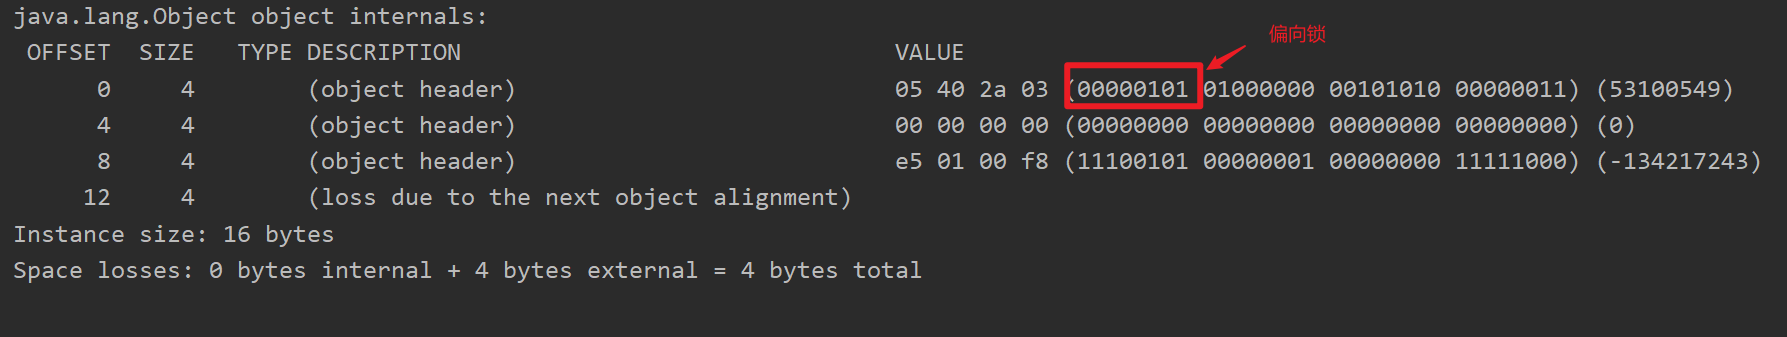 java.lang.Object object internals:
偏向锁
OFFSET SIZE TYPE DESCRIPTION VALUE
0 4 (object header) 05 40 2a 03 (00000101 01000000 00101010 00000011) (53100549)
4 4 (object header) 00 00 00 00 (00000000 00000000 00000000 00000000) (0)
8 4 (object header) e5 01 00 f8 (11100101 00000001 00000000 11111000) (-134217243)
12 4 (loss due to the next object alignment)
Instance size: 16 bytes
Space losses: 0 bytes internal + 4 bytes external = 4 bytes total